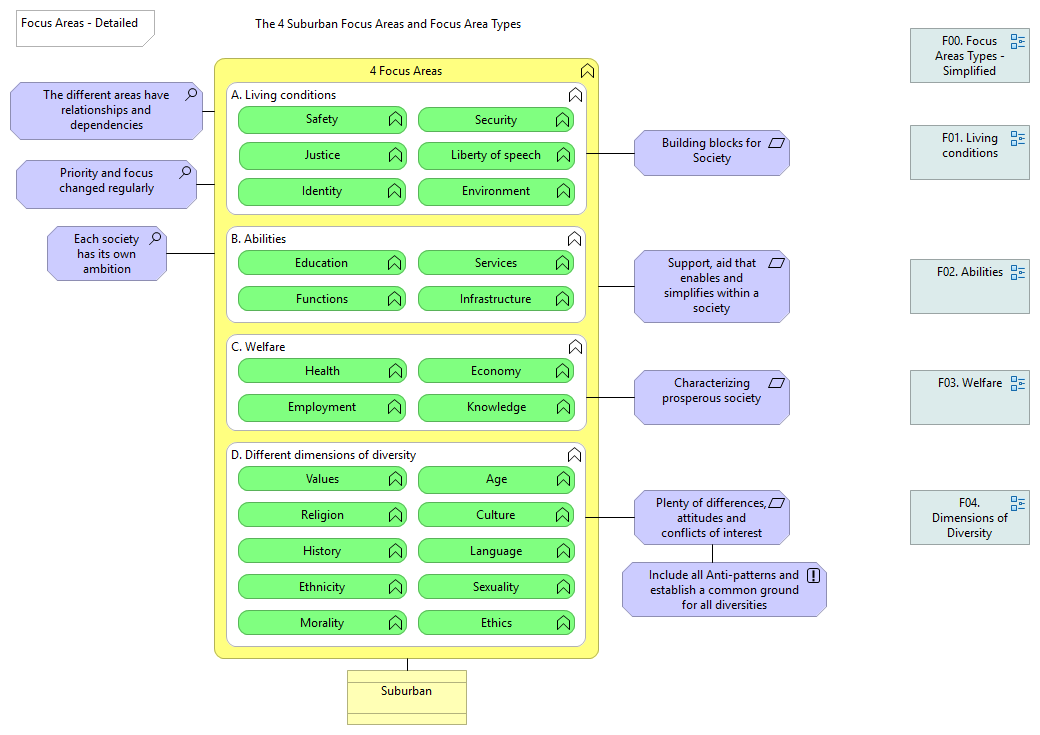 Focus Areas - Detailed
The 4 Suburban Focus Areas and Focus Area Types
4 Focus Areas
A. Living conditions
Safety
Security
Justice
Liberty of speech
Identity
Environment
B. Abilities
Education
Services
Functions
Infrastructure
C. Welfare
Health
Economy
Employment
Knowledge
D. Different dimensions of diversity
Values
Age
Religion
Culture
History
Language
Ethnicity
Sexuality
Morality
Ethics
Suburban
The different areas have
relationships and
dependencies
Priority and focus
changed regularly
Each society
has its own
ambition
Building blocks for
Society
Support, aid that
enables and
simplifies within a
society
Characterizing
prosperous society
Plenty of differences,
attitudes and
conflicts of interest
Include all Anti-patterns and
establish a common ground
for all diversities
F00. Focus
Areas Types -
Simplified
F01. Living
conditions
F02. Abilities
F03. Welfare
F04.
Dimensions of
Diversity